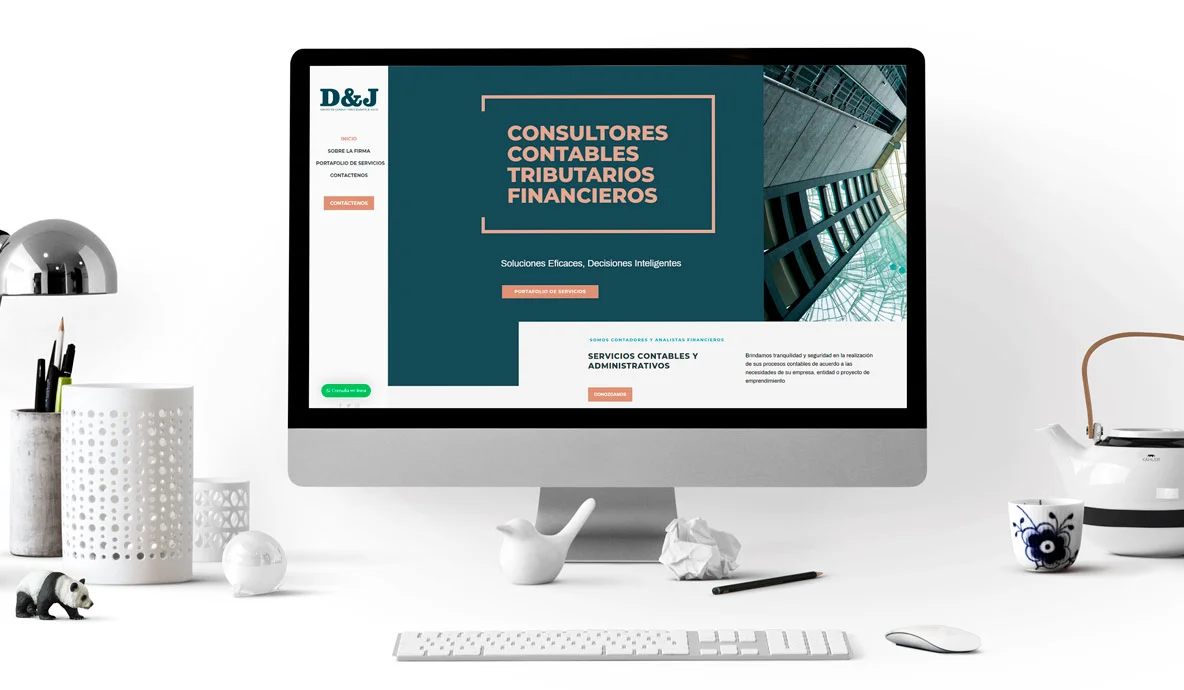 D&J
INICIO
SOBRE LA FIRMA
PORTAFOLIO DE SERVICIOS
CONTACTENOS
CONTÁCTENOS
Consulta en línea
CONSULTORES
CONTABLES
TRIBUTARIOS
FINANCIEROS
Soluciones Eficaces, Decisiones Inteligentes
PORTAFOLIO DE SERVICIOS
SOMOS CONTADORES Y ANALISTAS FINANCIEROS
SERVICIOS CONTABLES Y
ADMINISTRATIVOS
CONOZCANOS
Brindamos tranquilidad y seguridad en la realización
de sus procesos contables de acuerdo a las
necesidades de su empresa, entidad o proyecto de
emprendimiento
KÄHLER